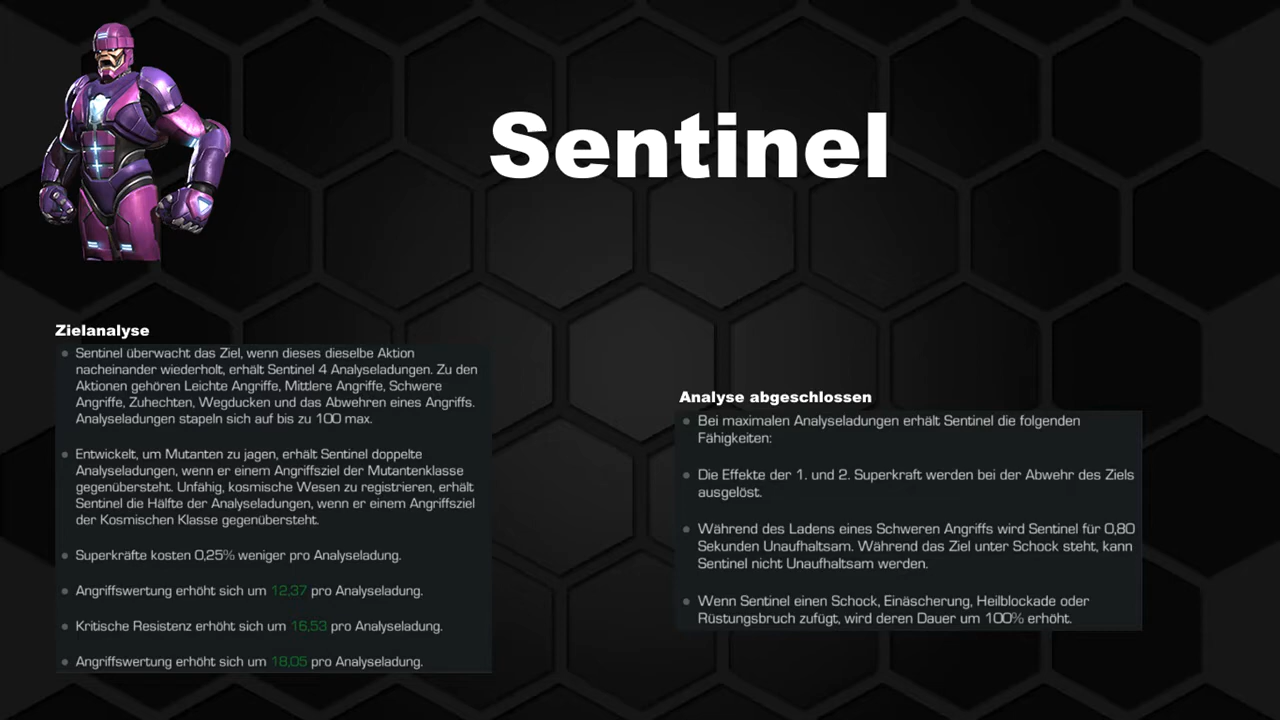 Sentinel
Zielanalyse
Sentinel überwacht das Ziel, wenn dieses dieselbe Aktion
nacheinander wiederholt, erhält Sentinel 4 Analyseladungen. Zu den
Aktionen gehören Leichte Angriffe, Mittlere Angriffe, Schwere
Angriffe, Zuhechten, Wegducken und das Abwehren eines Angriffs.
Analyseladungen stapeln sich auf bis zu 100 max.
Entwickelt, um Mutanten zu jagen, erhält Sentinel doppelte
Analyseladungen, wenn er einem Angriffsziel der Mutantenklasse
gegenübersteht. Unfähig, kosmische Wesen zu registrieren, erhält
Sentinel die Hälfte der Analyseladungen, wenn er einem Angriffsziel
der Kosmischen Klasse gegenübersteht.
Superkräfte kosten 0,25% weniger pro Analyseladung.
Angriffswertung erhöht sich um 12,37 pro Analyseladung.
Kritische Resistenz erhöht sich um 16,53 pro Analyseladung.
Angriffswertung erhöht sich um 18,05 pro Analyseladung.
Analyse abgeschlossen
Bei maximalen Analyseladungen erhält Sentinel die folgenden
Fähigkeiten:
Die Effekte der 1. und 2. Superkraft werden bei der Abwehr des Ziels
ausgelöst.
Während des Ladens eines Schweren Angriffs wird Sentinel für 0,80
Sekunden Unaufhaltsam. Während das Ziel unter Schock steht, kann
Sentinel nicht Unaufhaltsam werden.
Wenn Sentinel einen Schock, Einäscherung, Heilblockade oder
Rüstungsbruch zufügt, wird deren Dauer um 100% erhöht.